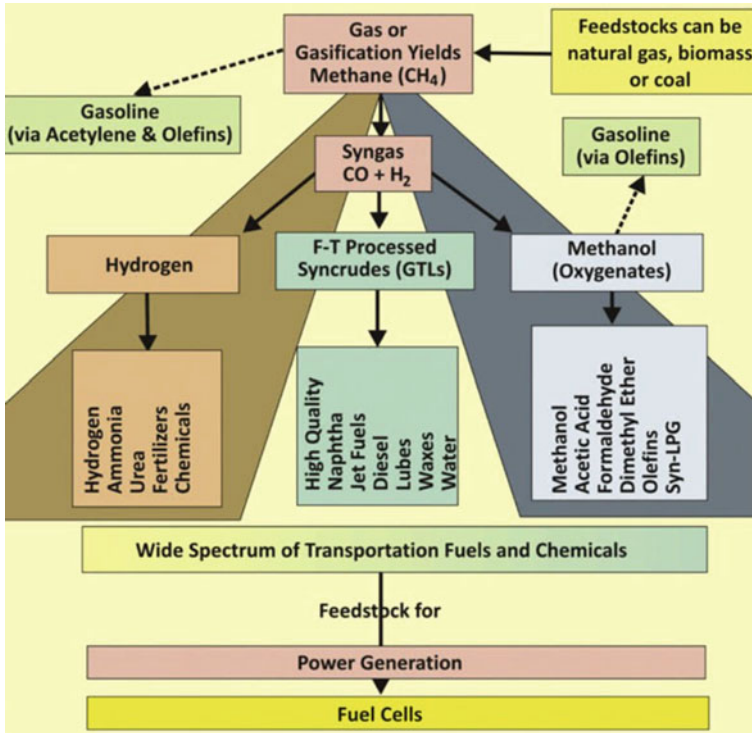 Gas or
Gasification Yields
Methane (CH₄)
Feedstocks can be
natural gas, biomass
or coal
Gasoline
(via Acetylene & Olefins)
Gasoline
(via Olefins)
Syngas
CO + H₂
Hydrogen
F-T Processed
Syncrudes (GTLs)
Methanol
(Oxygenates)
Hydrogen
Ammonia
Urea
Fertilizers
Chemicals
High Quality
Naphtha
Jet Fuels
Diesel
Lubes
Waxes
Water
Methanol
Acetic Acid
Formaldehyde
Dimethyl Ether
Olefins
Syn-LPG
Wide Spectrum of Transportation Fuels and Chemicals
Feedstock for
Power Generation
Fuel Cells